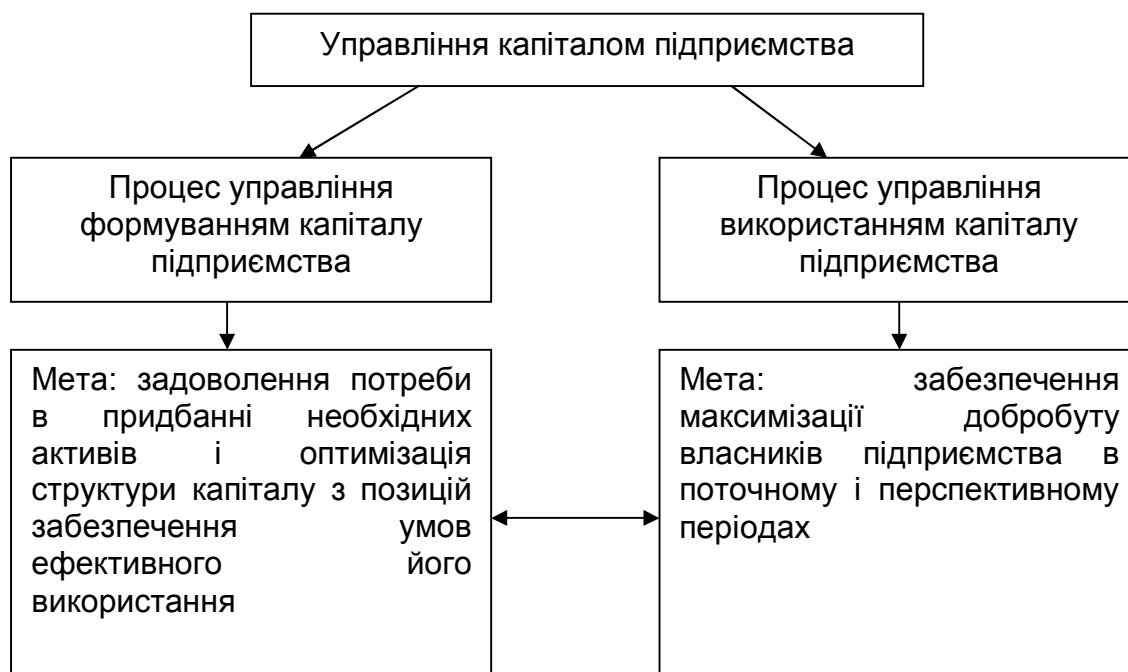 Управління капіталом підприємства
Процес управління
формуванням капіталу
підприємства
Процес управління
використанням капіталу
підприємства
Мета: задоволення потреби
в придбанні необхідних
активів і оптимізація
структури капіталу з позицій
забезпечення умов
ефективного його
використання
Мета: забезпечення
максимізації добробуту
власників підприємства в
поточному і перспективному
періодах